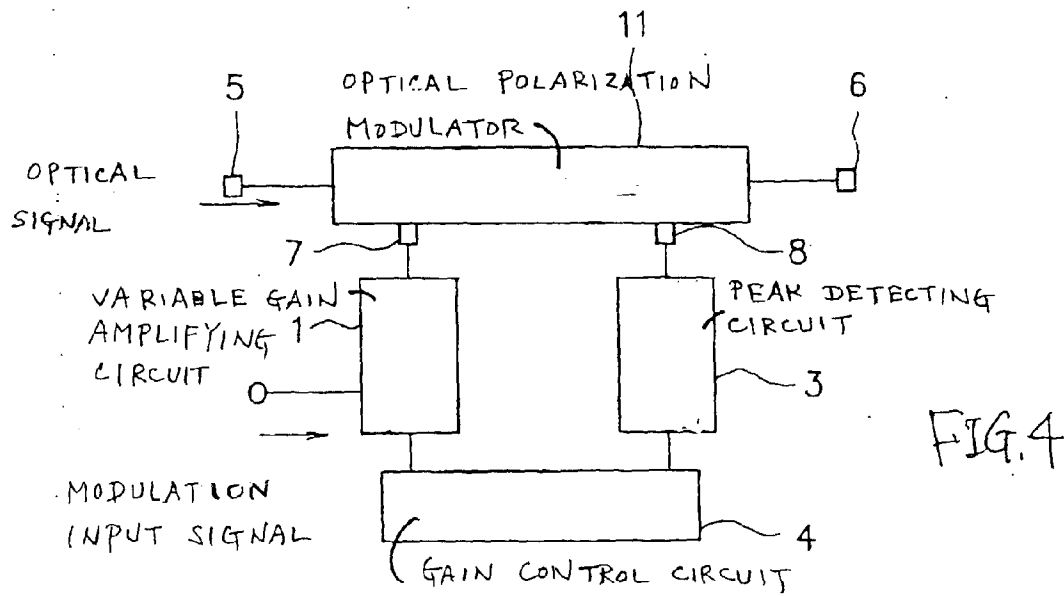 11
OPTICAL POLARIZATION
MODULATOR
5
6
OPTICAL
SIGNAL
7
8
VARIABLE GAIN
AMPLIFYING
CIRCUIT
1
PEAK DETECTING
CIRCUIT
3
FIG.4
MODULATION
INPUT SIGNAL
4
GAIN CONTROL CIRCUIT